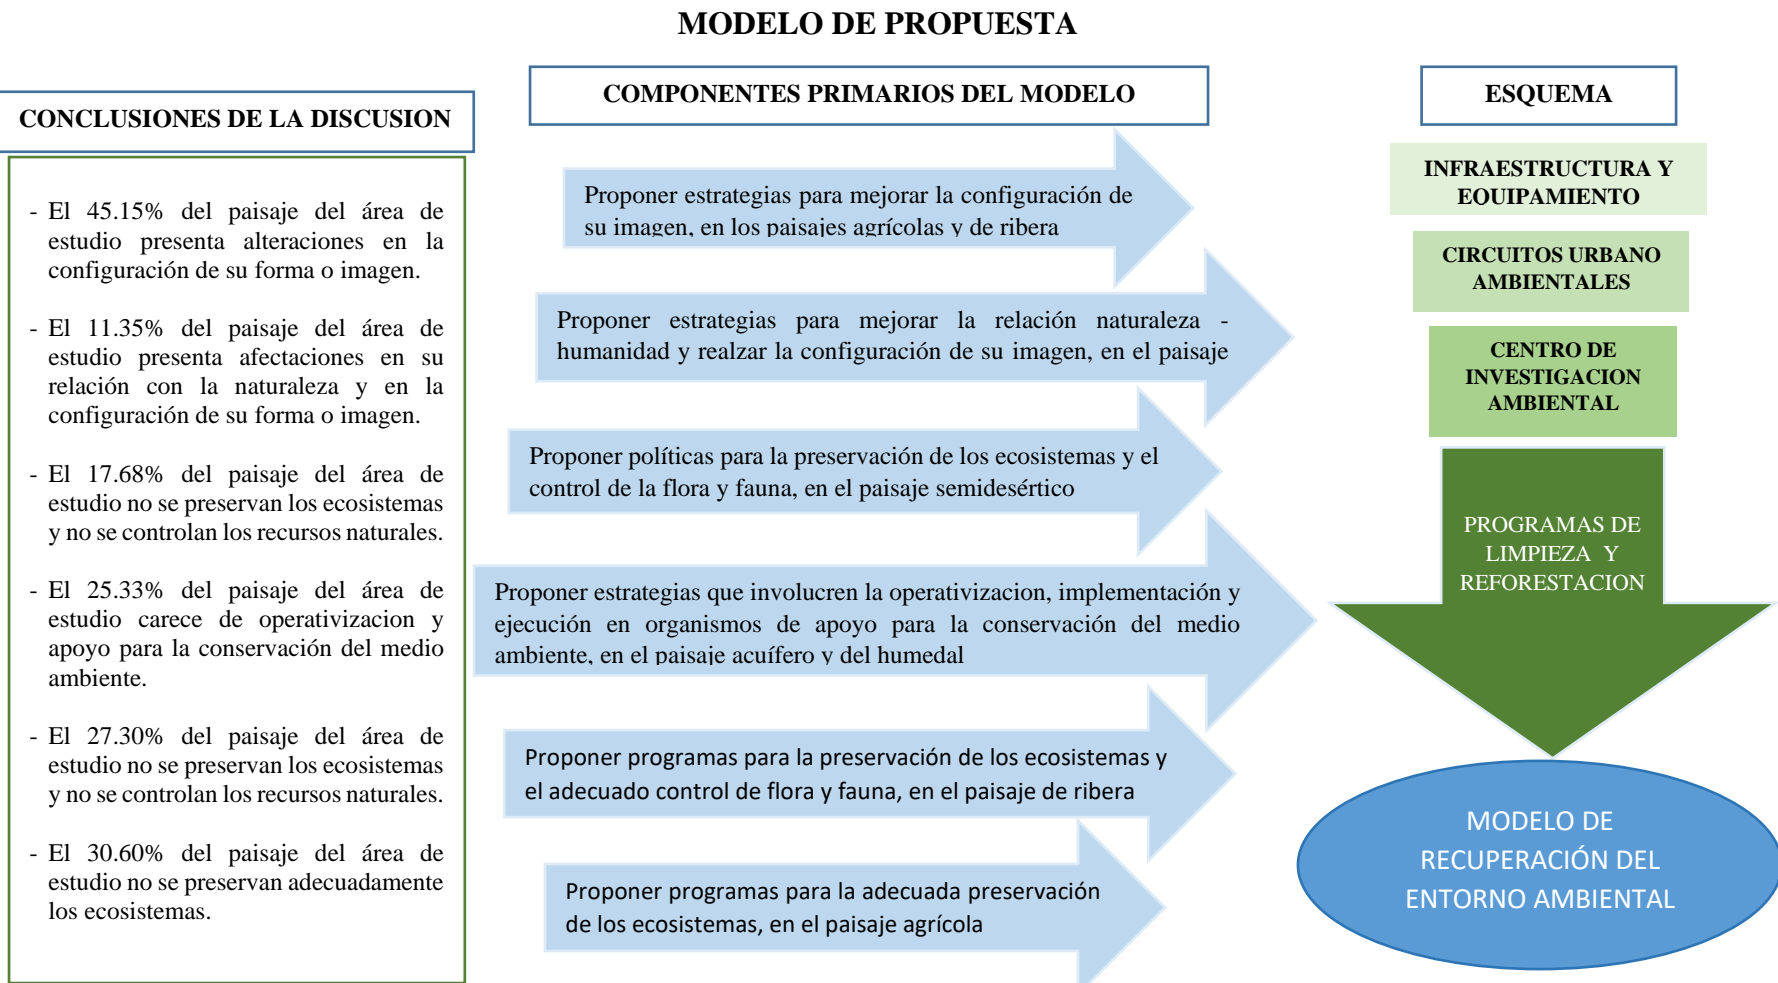 MODELO DE PROPUESTA
CONCLUSIONES DE LA DISCUSION
- El 45.15% del paisaje del área de
estudio presenta alteraciones en la
configuración de su forma o imagen.
- El 11.35% del paisaje del área de
estudio presenta afectaciones en su
relación con la naturaleza y en la
configuración de su forma o imagen.
- El 17.68% del paisaje del área de
estudio no se preservan los ecosistemas
y no se controlan los recursos naturales.
- El 25.33% del paisaje del área de
estudio carece de operativizacion y
apoyo para la conservación del medio
ambiente.
- El 27.30% del paisaje del área de
estudio no se preservan los ecosistemas
y no se controlan los recursos naturales.
- El 30.60% del paisaje del área de
estudio no se preservan adecuadamente
los ecosistemas.
COMPONENTES PRIMARIOS DEL MODELO
Proponer estrategias para mejorar la configuración de
su imagen, en los paisajes agrícolas y de ribera
Proponer estrategias para mejorar la relación naturaleza -
humanidad y realzar la configuración de su imagen, en el paisaje
Proponer políticas para la preservación de los ecosistemas y el
control de la flora y fauna, en el paisaje semidesértico
Proponer estrategias que involucren la operativizacion, implementación y
ejecución en organismos de apoyo para la conservación del medio
ambiente, en el paisaje acuífero y del humedal
Proponer programas para la preservación de los ecosistemas y
el adecuado control de flora y fauna, en el paisaje de ribera
Proponer programas para la adecuada preservación
de los ecosistemas, en el paisaje agrícola
ESQUEMA
INFRAESTRUCTURA Y
EQUIPAMIENTO
CIRCUITOS URBANO
AMBIENTALES
CENTRO DE
INVESTIGACION
AMBIENTAL
PROGRAMAS DE
LIMPIEZA Y
REFORESTACION
MODELO DE
RECUPERACIÓN DEL
ENTORNO AMBIENTAL